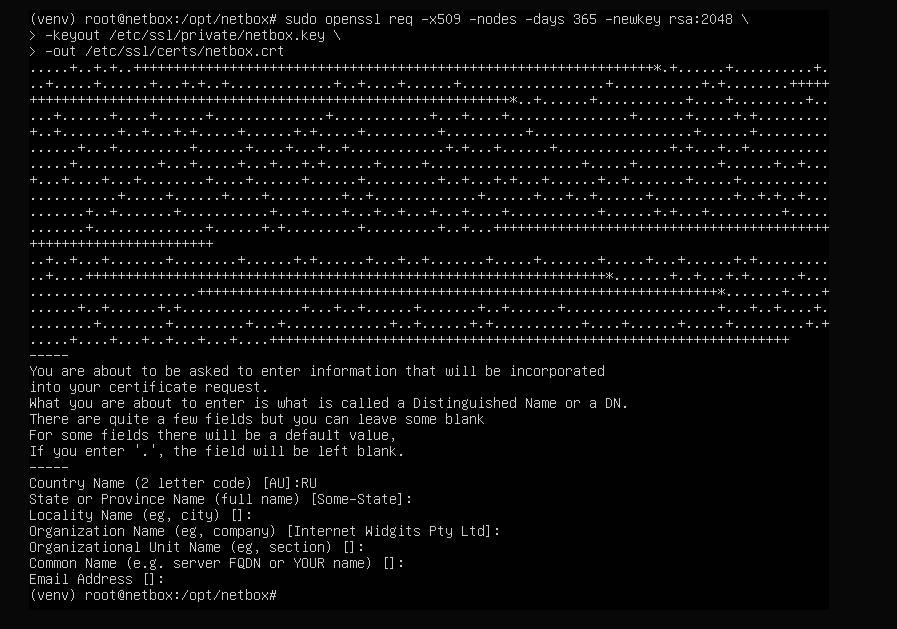 (venv) root@netbox:/opt/netbox# sudo openssl req -x509 -nodes -days 365 -newkey rsa:2048 \
> -keyout /etc/ssl/private/netbox.key \
> -out /etc/ssl/certs/netbox.crt
-----
You are about to be asked to enter information that will be incorporated
into your certificate request.
What you are about to enter is what is called a Distinguished Name or a DN.
There are quite a few fields but you can leave some blank
For some fields there will be a default value,
If you enter '.', the field will be left blank.
-----
Country Name (2 letter code) [AU]:RU
State or Province Name (full name) [Some-State]:
Locality Name (eg, city) []:
Organization Name (eg, company) [Internet Widgits Pty Ltd]:
Organizational Unit Name (eg, section) []:
Common Name (e.g. server FQDN or YOUR name) []:
Email Address []:
(venv) root@netbox:/opt/netbox#